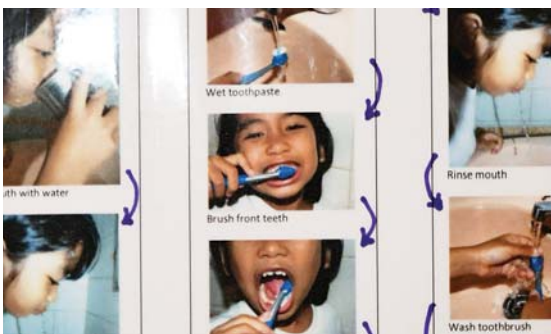 uth with water
Wet toothpaste
Brush front teeth
Rinse mouth
Wash toothbrush